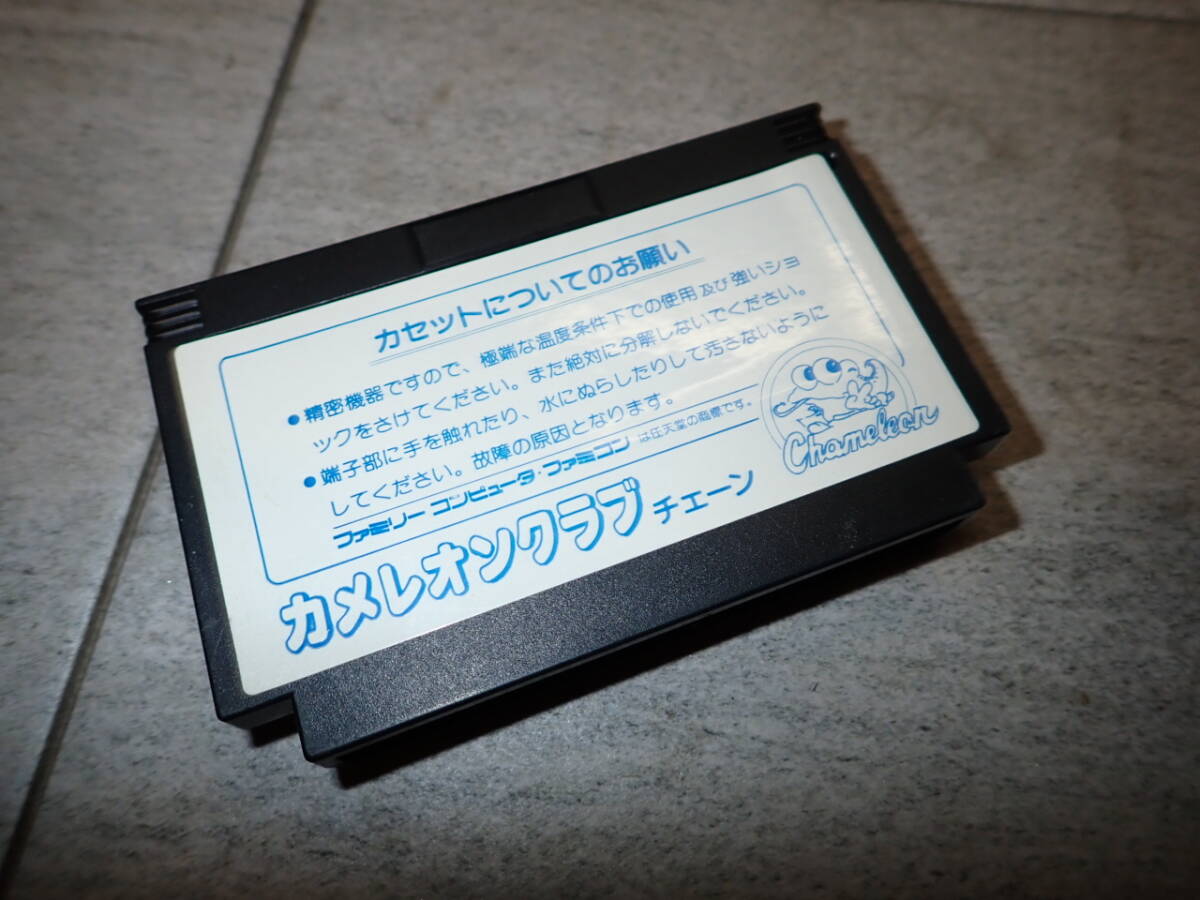 カセットについてのお願い
●精密機器ですので、極端な温度条件下での使用及び強いショ
ックをさけてください。また絶対に分解しないでください。
●端子部に手を触れたり、水にぬらしたりして汚さないように
してください。故障の原因となります。
ファミリーコンピュータ・ファミコンは任天堂の商標です。
Chameleon
カメレオンクラブチエーン